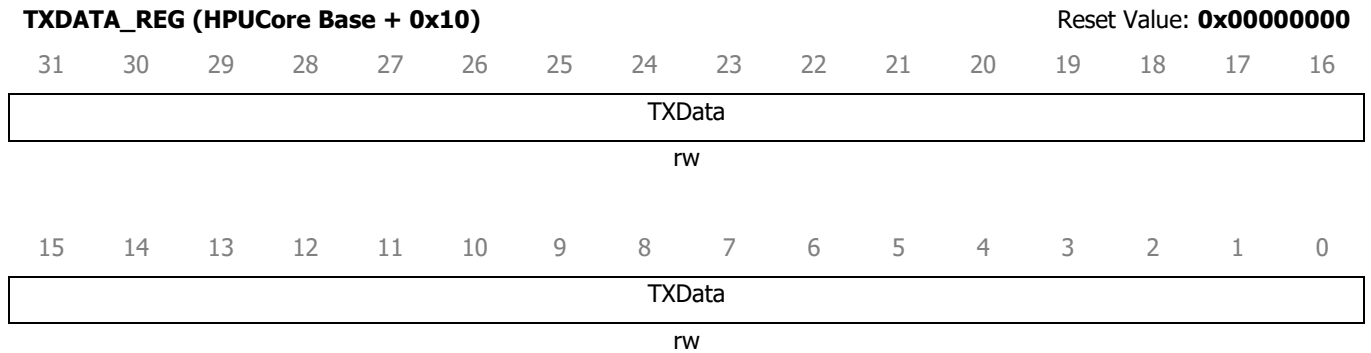 TXDATA_REG (HPUCore Base + 0x10) Reset Value: 0x00000000
31 30 29 28 27 26 25 24 23 22 21 20 19 18 17 16
TXData
rw
15 14 13 12 11 10 9 8 7 6 5 4 3 2 1 0
TXData
rw